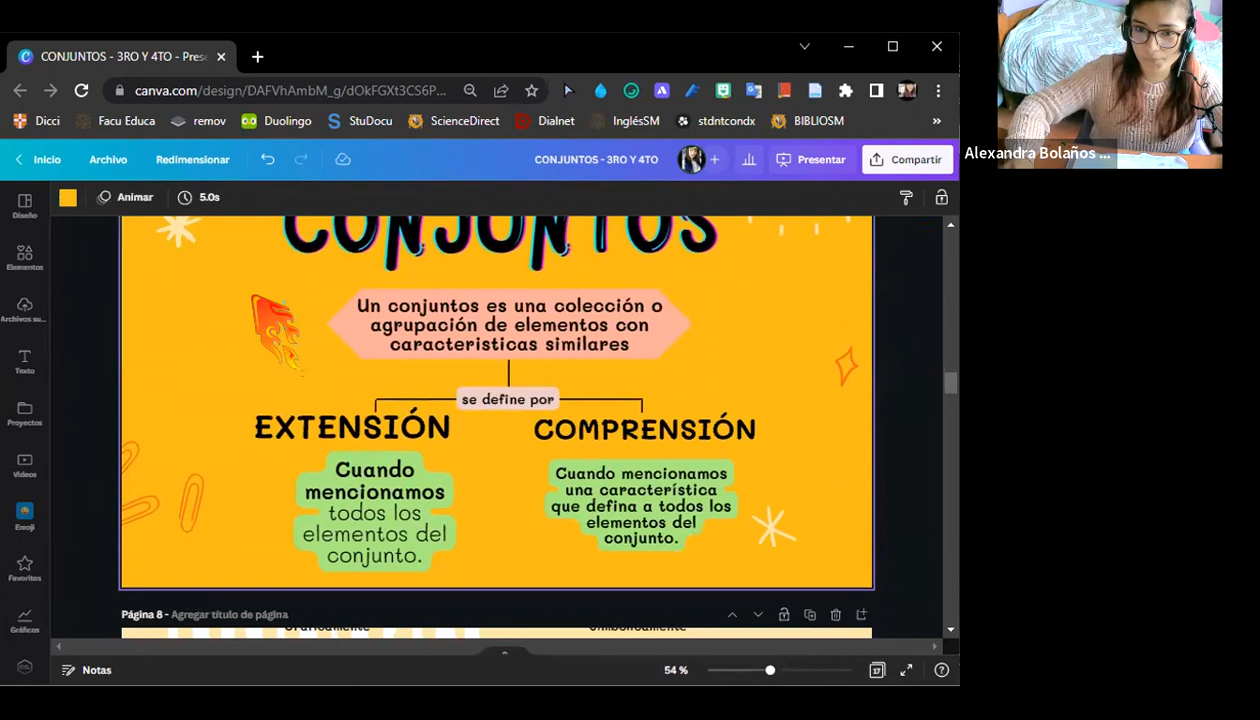 CONJUNTOS - 3RO Y 4TO - Prese
canva.com/design/DAFVhAmbM_g/dOkFGXt3CS6P...
Dicci
Facu Educa
remov
Duolingo
StuDocu
ScienceDirect
Dialnet
InglésSM
stdntcondx
BIBLIOSM
»
Inicio
Archivo
Redimensionar
CONJUNTOS - 3RO Y 4TO
Presentar
Compartir
Animar
5.0s
Diseño
Elementos
Archivos su...
Texto
Proyectos
Videos
Emoji
Favoritos
Gráficos
CONJUNTOS
Un conjuntos es una colección o
agrupación de elementos con
caracteristicas similares
se define por
EXTENSIÓN
COMPRENSIÓN
Cuando
mencionamos
todos los
elementos del
conjunto.
Cuando mencionamos
una característica
que defina a todos los
elementos del
conjunto.
Página 8 - Agregar título de página
Notas
54 %
17
Alexandra Bolaños ...